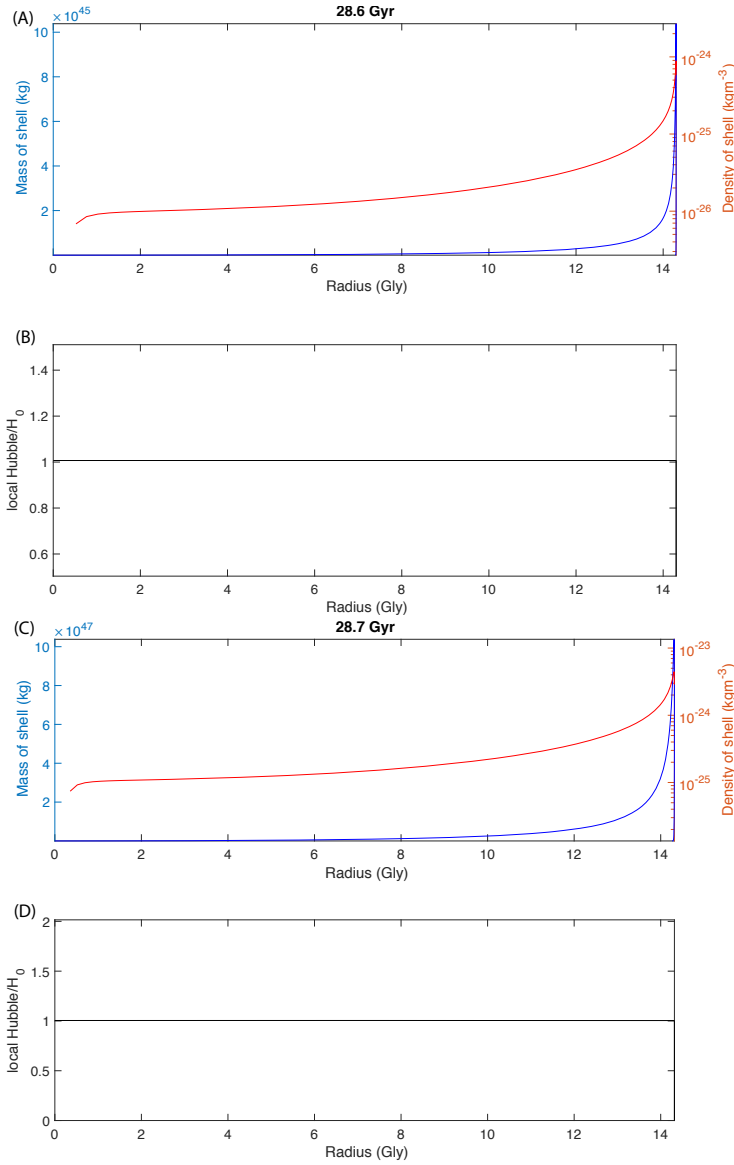 (A)
28.6 Gyr
× 10^45
10
8
6
4
2
Mass of shell (kg)
10^-24
10^-25
10^-26
Density of shell (kgm^-3)
0 2 4 6 8 10 12 14
Radius (Gly)
(B)
1.4
1.2
1
0.8
0.6
local Hubble/H_0
0 2 4 6 8 10 12 14
Radius (Gly)
(C)
28.7 Gyr
× 10^47
10
8
6
4
2
Mass of shell (kg)
10^-23
10^-24
10^-25
Density of shell (kgm^-3)
0 2 4 6 8 10 12 14
Radius (Gly)
(D)
2
1.5
1
0.5
0
local Hubble/H_0
0 2 4 6 8 10 12 14
Radius (Gly)